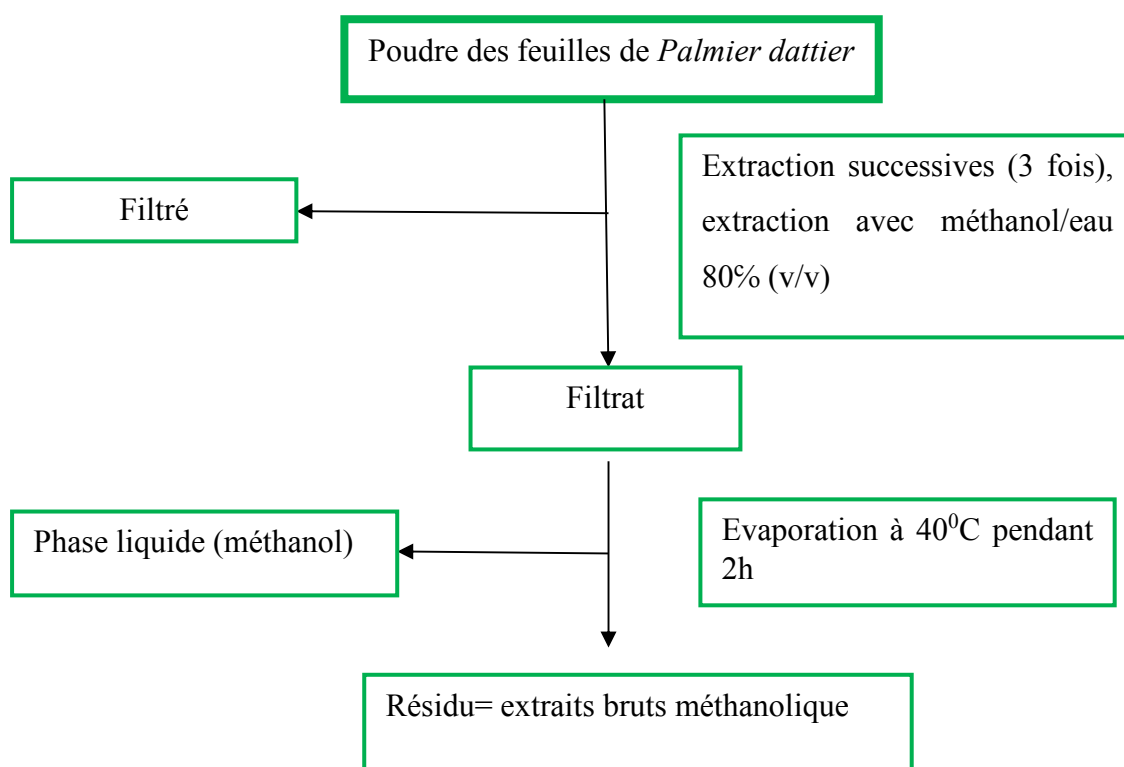 Poudre des feuilles de Palmier dattier
Extraction successives (3 fois),
extraction avec méthanol/eau
80℅ (v/v)
Filtré
Filtrat
Phase liquide (méthanol)
Evaporation à 40⁰C pendant
2h
Résidu= extraits bruts méthanolique